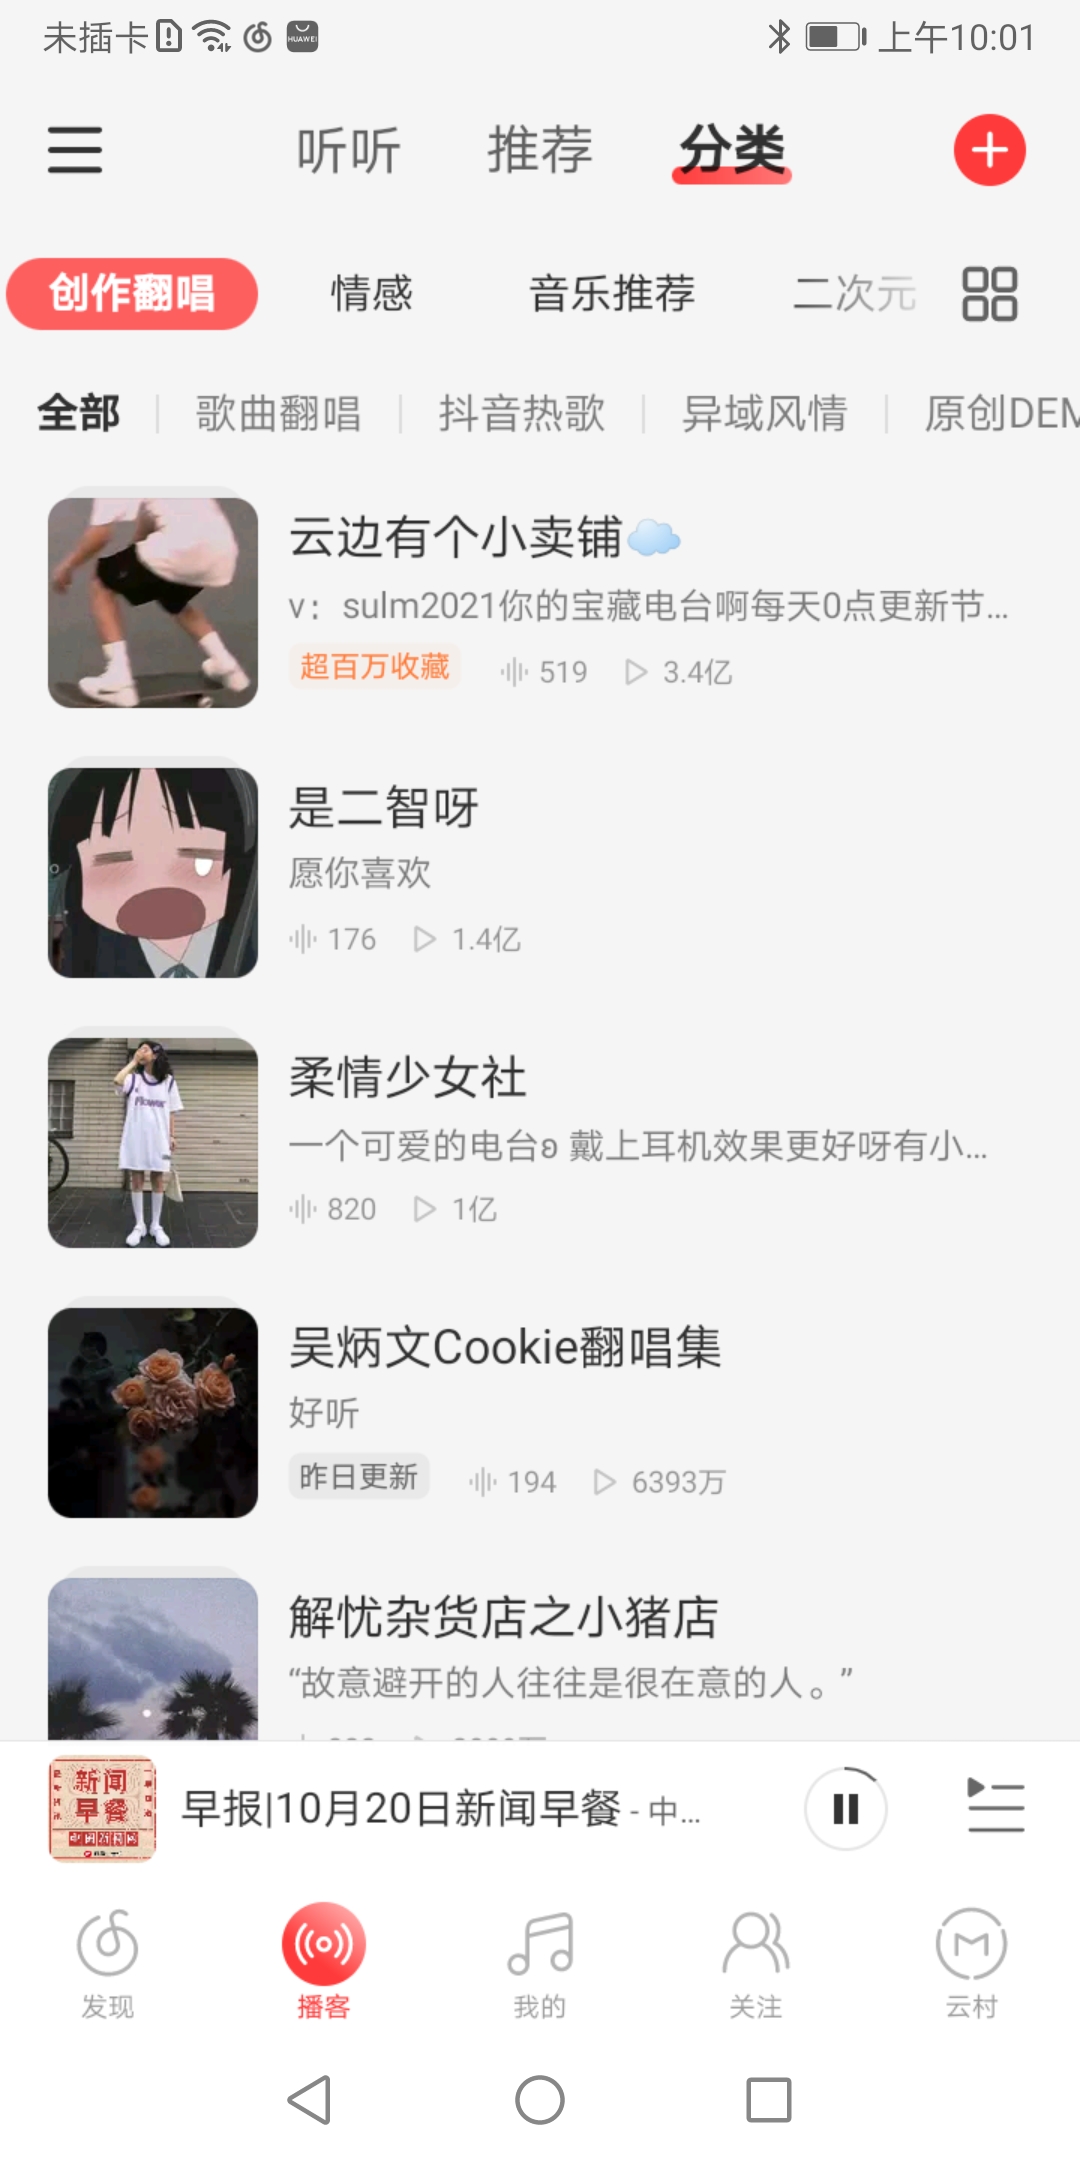 未插卡 HUAWEI 上午10:01
听听 推荐 分类
创作翻唱 情感 音乐推荐 二次元
全部 歌曲翻唱 抖音热歌 异域风情 原创DEM
云边有个小卖铺
v：sulm2021你的宝藏电台啊每天0点更新节...
超百万收藏 519 3.4亿
是二智呀
愿你喜欢
176 1.4亿
柔情少女社
Flower
一个可爱的电台ʚ 戴上耳机效果更好呀有小...
820 1亿
吴炳文Cookie翻唱集
好听
昨日更新 194 6393万
解忧杂货店之小猪店
“故意避开的人往往是很在意的人。”
新闻
早餐
早报|10月20日新闻早餐 - 中...
发现 播客 我的 关注 云村